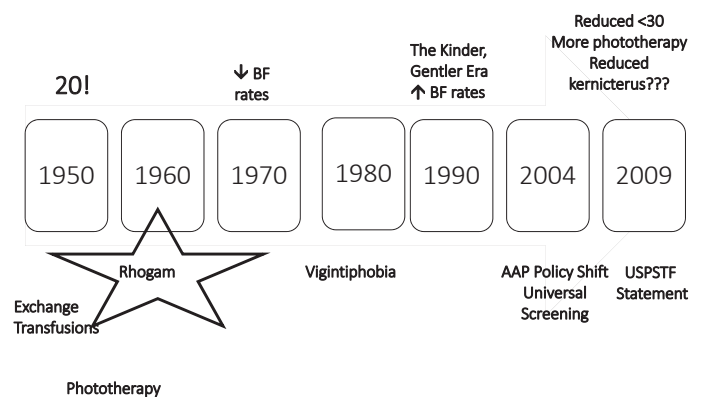 20!
↓ BF
rates
The Kinder,
Gentler Era
↑ BF rates
Reduced <30
More phototherapy
Reduced
kernicterus???
1950
1960
1970
1980
1990
2004
2009
Rhogam
Exchange
Transfusions
Phototherapy
Vigintiphobia
AAP Policy Shift
Universal
Screening
USPSTF
Statement